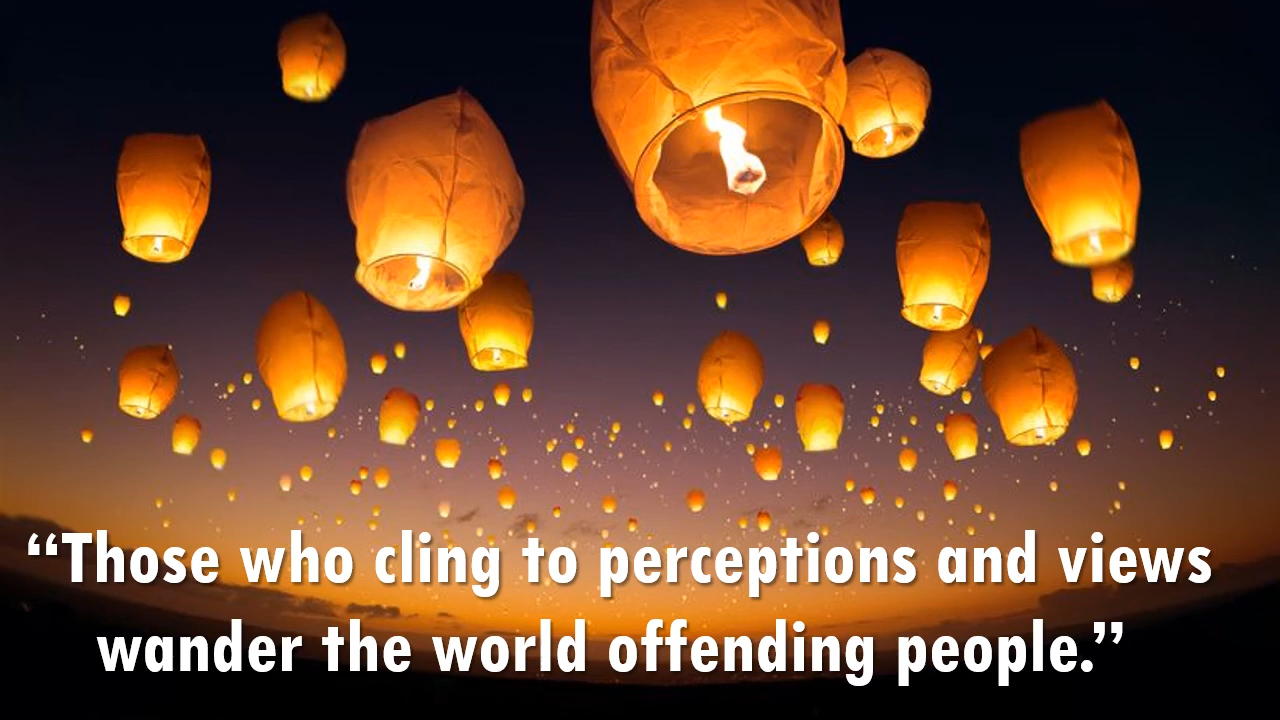 “Those who cling to perceptions and views
wander the world offending people.”